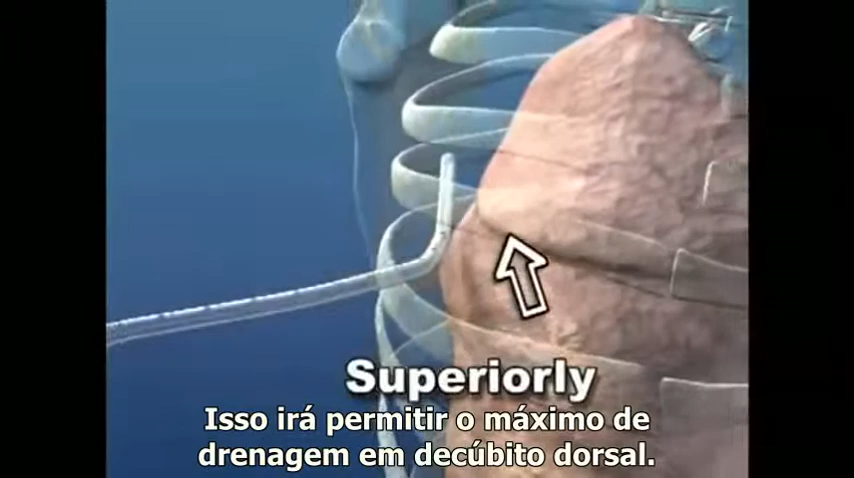 Superiorly
Isso irá permitir o máximo de
drenagem em decúbito dorsal.